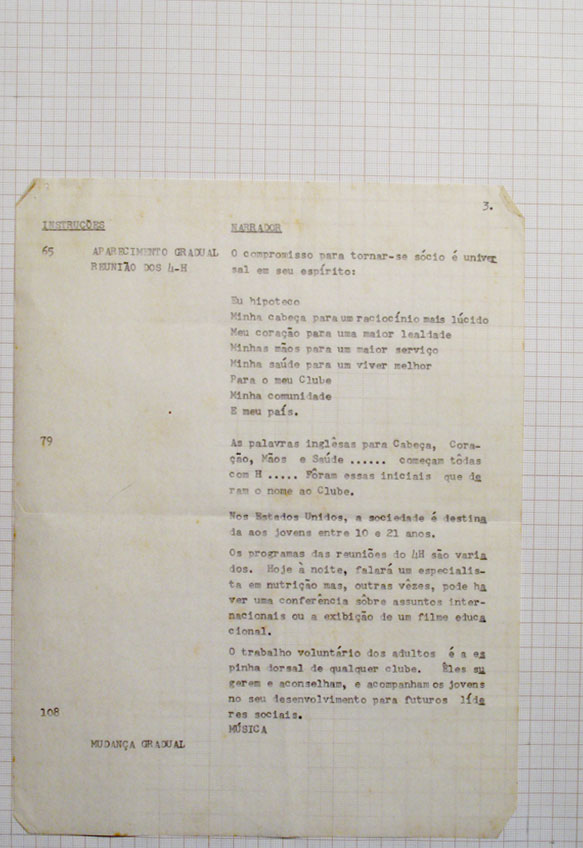 3.
INSTRUÇÕES NARRADOR
65 APARECIMENTO GRADUAL O compromisso para tornar-se sócio é univer
REUNIÃO DOS 4-H sal em seu espírito:
Eu hipoteco
Minha cabeça para um raciocínio mais lúcido
Meu coração para uma maior lealdade
Minhas mãos para um maior serviço
Minha saúde para um viver melhor
Para o meu Clube
Minha comunidade
E meu país.
79 As palavras inglêsas para Cabeça, Cora-
ção, Mãos e Saúde ...... começam tôdas
com H ..... Fôram essas iniciais que de
ram o nome ao Clube.
Nos Estados Unidos, a sociedade é destina
da aos jovens entre 10 e 21 anos.
Os programas das reuniões do 4H são varia
dos. Hoje à noite, falará um especialis-
ta em nutrição mas, outras vêzes, pode ha
ver uma conferência sôbre assuntos inter-
nacionais ou a exibição de um filme educa
cional.
O trabalho voluntário dos adultos é a es
pinha dorsal de qualquer clube. Êles su
gerem e aconselham, e acompanham os jovens
no seu desenvolvimento para futuros líde
108 res sociais.
MÚSICA
MUDANÇA GRADUAL